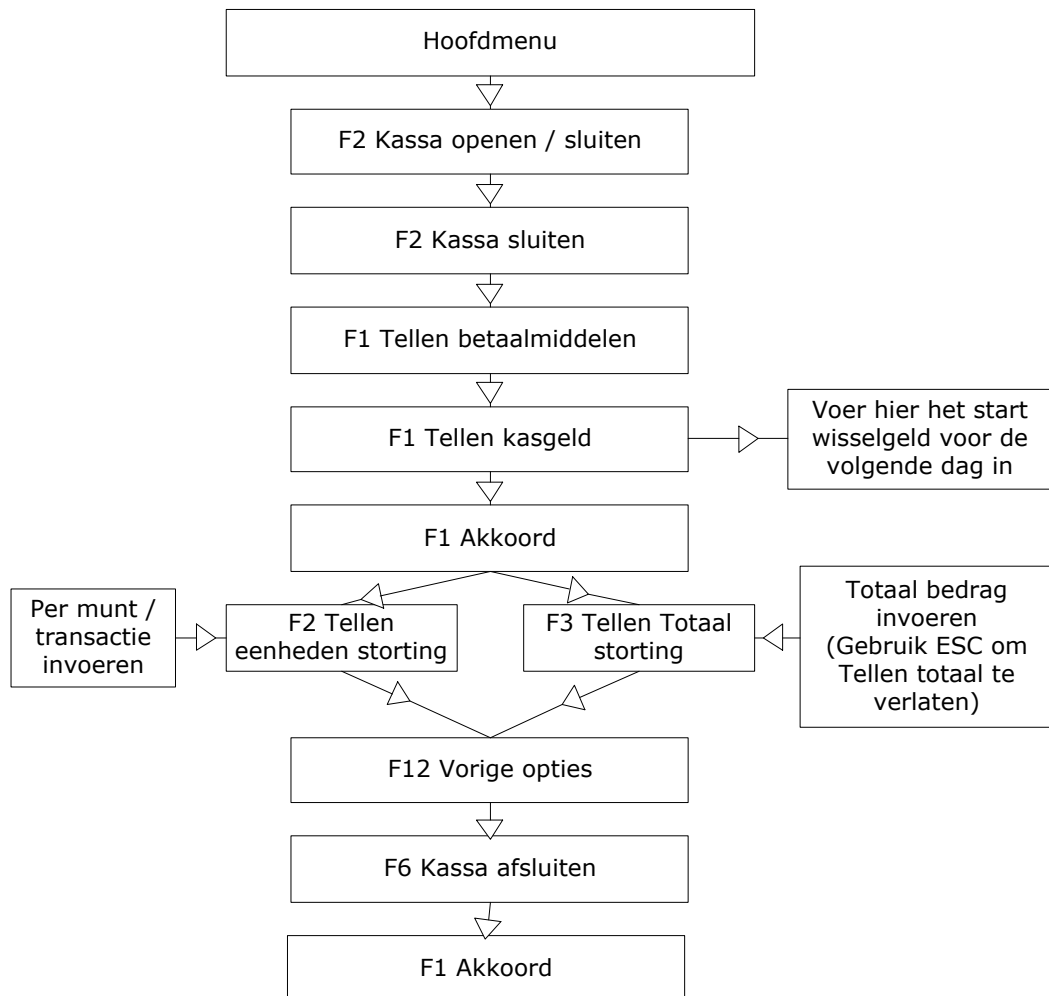 Hoofdmenu
F2 Kassa openen / sluiten
F2 Kassa sluiten
F1 Tellen betaalmiddelen
F1 Tellen kasgeld
Voer hier het start
wisselgeld voor de
volgende dag in
F1 Akkoord
Per munt /
transactie
invoeren
F2 Tellen
eenheden storting
F3 Tellen Totaal
storting
Totaal bedrag
invoeren
(Gebruik ESC om
Tellen totaal te
verlaten)
F12 Vorige opties
F6 Kassa afsluiten
F1 Akkoord